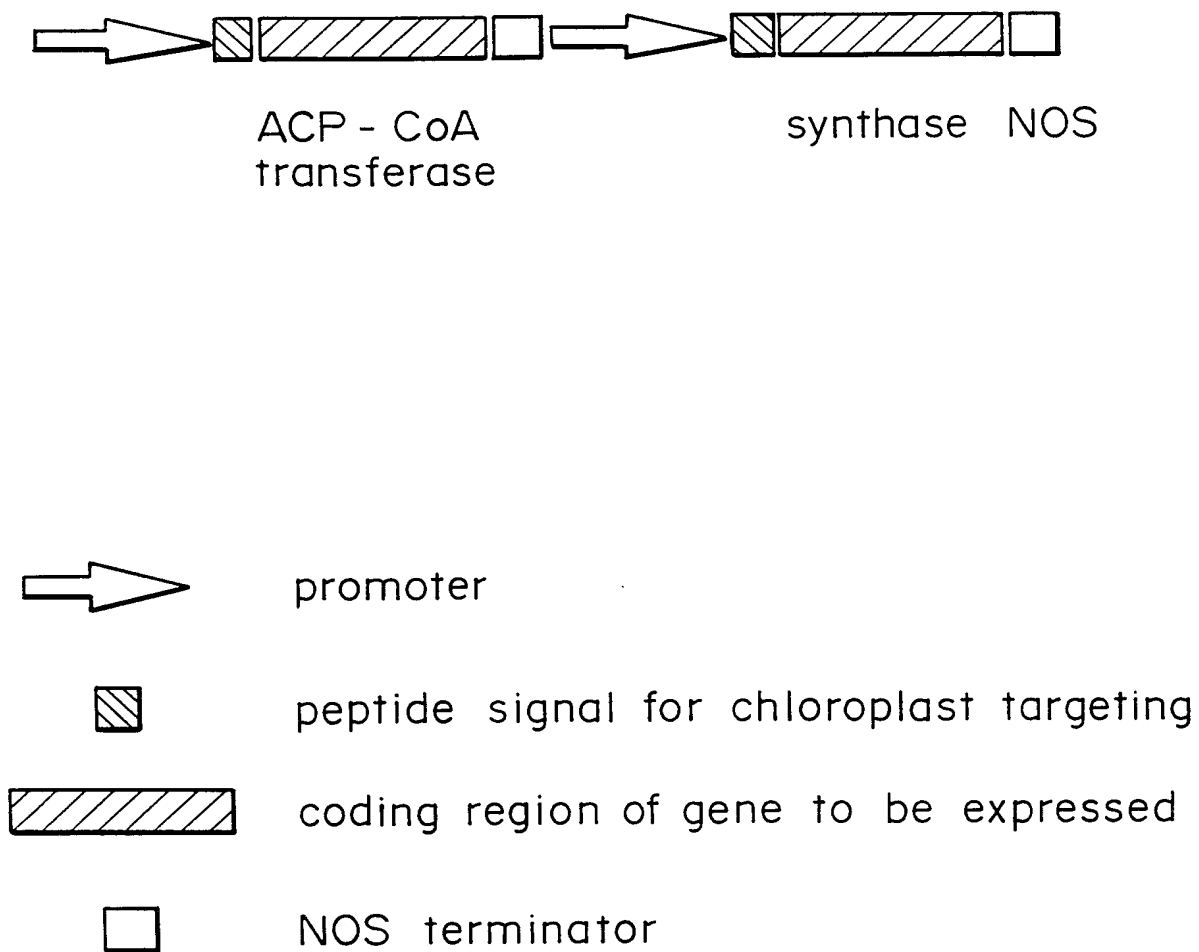 ACP - CoA
transferase
synthase NOS
promoter
peptide signal for chloroplast targeting
coding region of gene to be expressed
NOS terminator